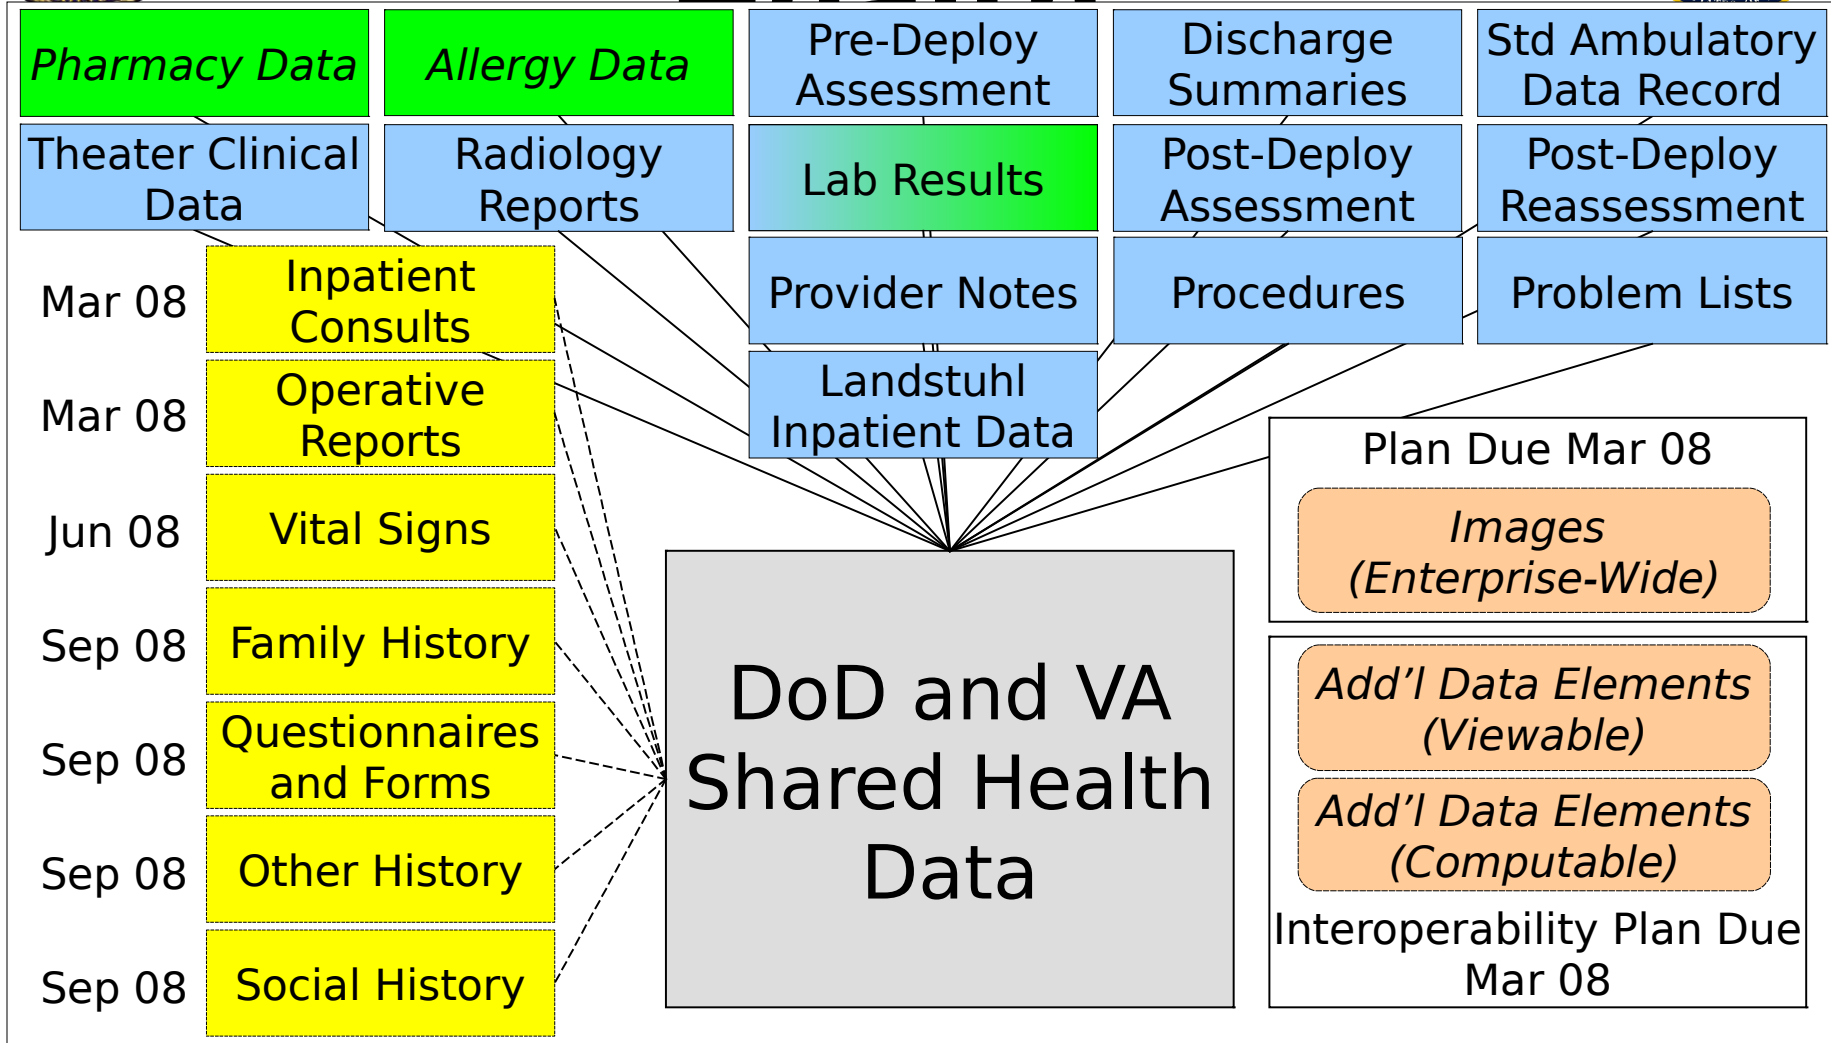 Pharmacy Data
Allergy Data
Pre-Deploy
Assessment
Discharge
Summaries
Std Ambulatory
Data Record
Theater Clinical
Data
Radiology
Reports
Lab Results
Post-Deploy
Assessment
Post-Deploy
Reassessment
Mar 08
Inpatient
Consults
Provider Notes
Procedures
Problem Lists
Mar 08
Operative
Reports
Landstuhl
Inpatient Data
Plan Due Mar 08
Images
(Enterprise-Wide)
Jun 08
Vital Signs
Sep 08
Family History
Sep 08
Questionnaires
and Forms
Sep 08
Other History
Sep 08
Social History
DoD and VA
Shared Health
Data
Add’l Data Elements
(Viewable)
Add’l Data Elements
(Computable)
Interoperability Plan Due
Mar 08